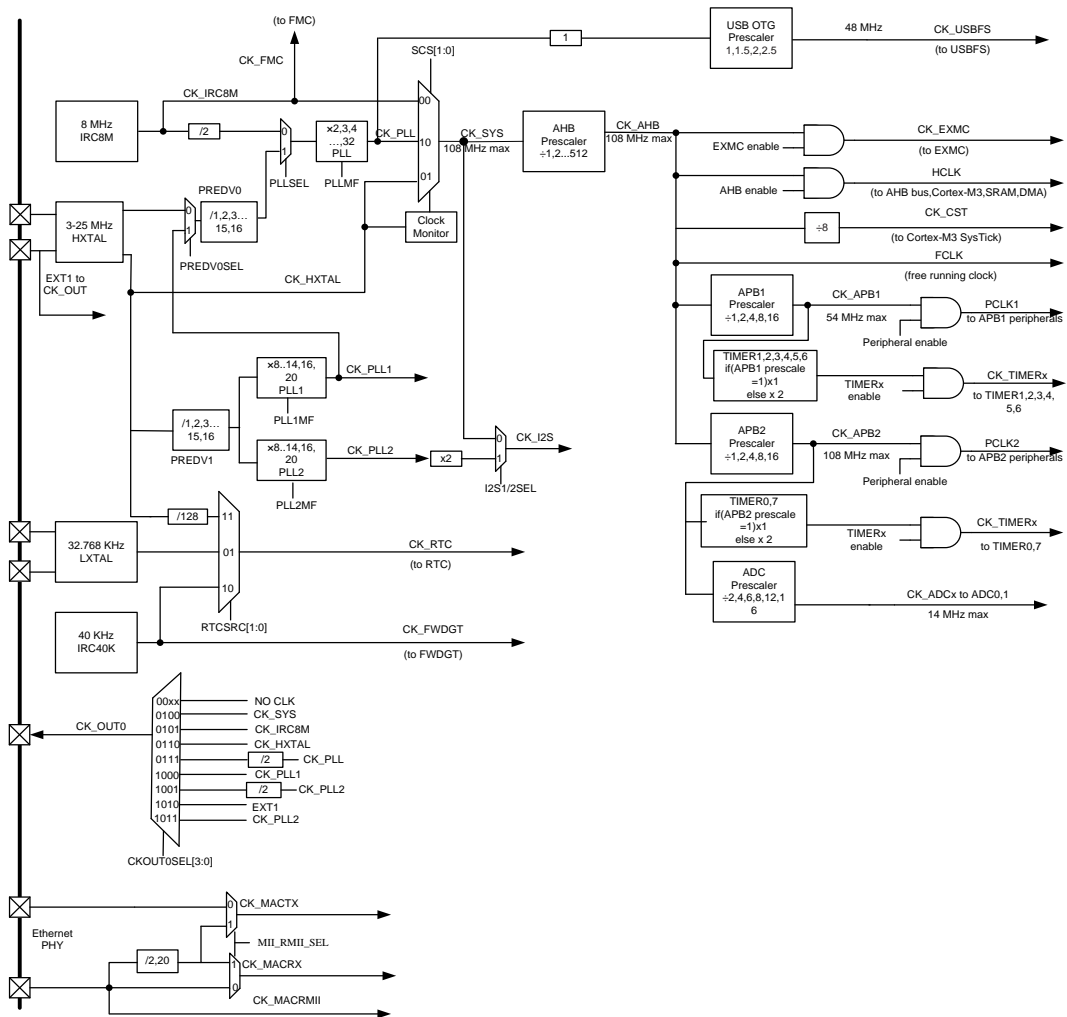 (to FMC)
CK_FMC
SCS[1:0]
1
USB OTG
Prescaler
1,1.5,2,2.5
48 MHz
CK_USBFS
(to USBFS)
8 MHz
IRC8M
CK_IRC8M
/2
0
1
PLLSEL
×2,3,4
…,32
PLL
PLLMF
CK_PLL
00
10
01
CK_SYS
108 MHz max
AHB
Prescaler
÷1,2...512
CK_AHB
108 MHz max
Clock
Monitor
EXMC enable
CK_EXMC
(to EXMC)
AHB enable
HCLK
(to AHB bus,Cortex-M3,SRAM,DMA)
÷8
CK_CST
(to Cortex-M3 SysTick)
FCLK
(free running clock)
3-25 MHz
HXTAL
EXT1 to
CK_OUT
PREDV0
0
1
/1,2,3…
15,16
PREDV0SEL
CK_HXTAL
APB1
Prescaler
÷1,2,4,8,16
CK_APB1
54 MHz max
Peripheral enable
PCLK1
to APB1 peripherals
TIMER1,2,3,4,5,6
if(APB1 prescale
=1)x1
else x 2
TIMERx
enable
CK_TIMERx
to TIMER1,2,3,4,
5,6
APB2
Prescaler
÷1,2,4,8,16
CK_APB2
108 MHz max
Peripheral enable
PCLK2
to APB2 peripherals
TIMER0,7
if(APB2 prescale
=1)x1
else x 2
TIMERx
enable
CK_TIMERx
to TIMER0,7
ADC
Prescaler
÷2,4,6,8,12,1
6
CK_ADCx to ADC0,1
14 MHz max
×8..14,16,
20
PLL1
PLL1MF
CK_PLL1
/1,2,3…
15,16
PREDV1
×8..14,16,
20
PLL2
PLL2MF
CK_PLL2
x2
0
1
CK_I2S
I2S1/2SEL
/128
11
01
10
32.768 KHz
LXTAL
CK_RTC
(to RTC)
RTCSRC[1:0]
40 KHz
IRC40K
CK_FWDGT
(to FWDGT)
CK_OUT0
00xx NO CLK
0100 CK_SYS
0101 CK_IRC8M
0110 CK_HXTAL
0111 /2 CK_PLL
1000 CK_PLL1
1001 /2 CK_PLL2
1010 EXT1
1011 CK_PLL2
CKOUT0SEL[3:0]
Ethernet
PHY
0
1
CK_MACTX
MII_RMII_SEL
/2,20
1
0
CK_MACRX
CK_MACRMII